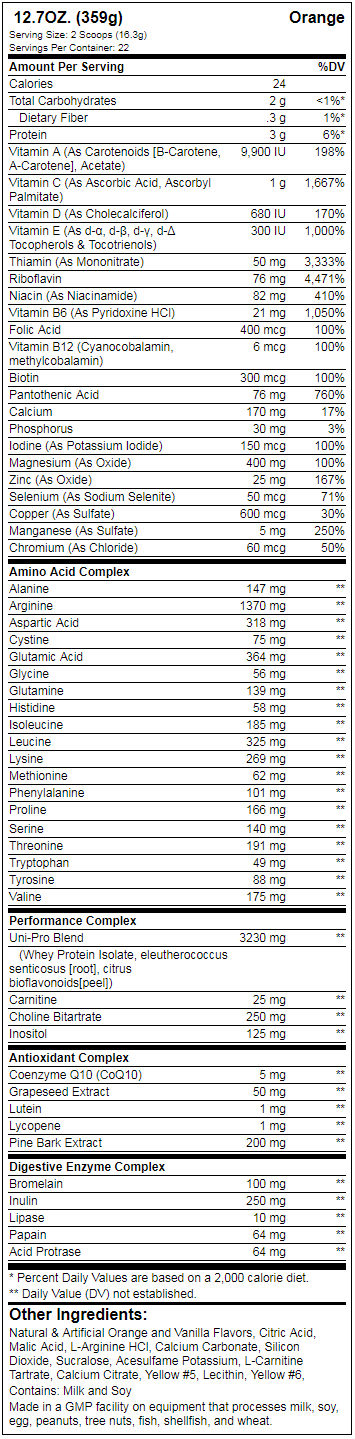 12.7OZ. (359g) Orange
Serving Size: 2 Scoops (16.3g)
Servings Per Container: 22
Amount Per Serving %DV
Calories 24
Total Carbohydrates 2 g <1%*
Dietary Fiber .3 g 1%*
Protein 3 g 6%*
Vitamin A (As Carotenoids [B-Carotene, 9,900 IU 198%
A-Carotene], Acetate)
Vitamin C (As Ascorbic Acid, Ascorbyl 1 g 1,667%
Palmitate)
Vitamin D (As Cholecalciferol) 680 IU 170%
Vitamin E (As d-α, d-β, d-γ, d-Δ 300 IU 1,000%
Tocopherols & Tocotrienols)
Thiamin (As Mononitrate) 50 mg 3,333%
Riboflavin 76 mg 4,471%
Niacin (As Niacinamide) 82 mg 410%
Vitamin B6 (As Pyridoxine HCl) 21 mg 1,050%
Folic Acid 400 mcg 100%
Vitamin B12 (Cyanocobalamin, 6 mcg 100%
methylcobalamin)
Biotin 300 mcg 100%
Pantothenic Acid 76 mg 760%
Calcium 170 mg 17%
Phosphorus 30 mg 3%
Iodine (As Potassium Iodide) 150 mcg 100%
Magnesium (As Oxide) 400 mg 100%
Zinc (As Oxide) 25 mg 167%
Selenium (As Sodium Selenite) 50 mcg 71%
Copper (As Sulfate) 600 mcg 30%
Manganese (As Sulfate) 5 mg 250%
Chromium (As Chloride) 60 mcg 50%
Amino Acid Complex
Alanine 147 mg **
Arginine 1370 mg **
Aspartic Acid 318 mg **
Cystine 75 mg **
Glutamic Acid 364 mg **
Glycine 56 mg **
Glutamine 139 mg **
Histidine 58 mg **
Isoleucine 185 mg **
Leucine 325 mg **
Lysine 269 mg **
Methionine 62 mg **
Phenylalanine 101 mg **
Proline 166 mg **
Serine 140 mg **
Threonine 191 mg **
Tryptophan 49 mg **
Tyrosine 88 mg **
Valine 175 mg **
Performance Complex
Uni-Pro Blend 3230 mg **
(Whey Protein Isolate, eleutherococcus
senticosus [root], citrus
bioflavonoids[peel])
Carnitine 25 mg **
Choline Bitartrate 250 mg **
Inositol 125 mg **
Antioxidant Complex
Coenzyme Q10 (CoQ10) 5 mg **
Grapeseed Extract 50 mg **
Lutein 1 mg **
Lycopene 1 mg **
Pine Bark Extract 200 mg **
Digestive Enzyme Complex
Bromelain 100 mg **
Inulin 250 mg **
Lipase 10 mg **
Papain 64 mg **
Acid Protrase 64 mg **
* Percent Daily Values are based on a 2,000 calorie diet.
** Daily Value (DV) not established.
Other Ingredients:
Natural & Artificial Orange and Vanilla Flavors, Citric Acid,
Malic Acid, L-Arginine HCl, Calcium Carbonate, Silicon
Dioxide, Sucralose, Acesulfame Potassium, L-Carnitine
Tartrate, Calcium Citrate, Yellow #5, Lecithin, Yellow #6,
Contains: Milk and Soy
Made in a GMP facility on equipment that processes milk, soy,
egg, peanuts, tree nuts, fish, shellfish, and wheat.